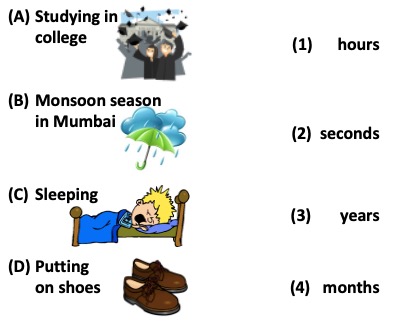 (A) Studying in
college
(1) hours
(B) Monsoon season
in Mumbai
(2) seconds
(C) Sleeping
(3) years
(D) Putting
on shoes
(4) months